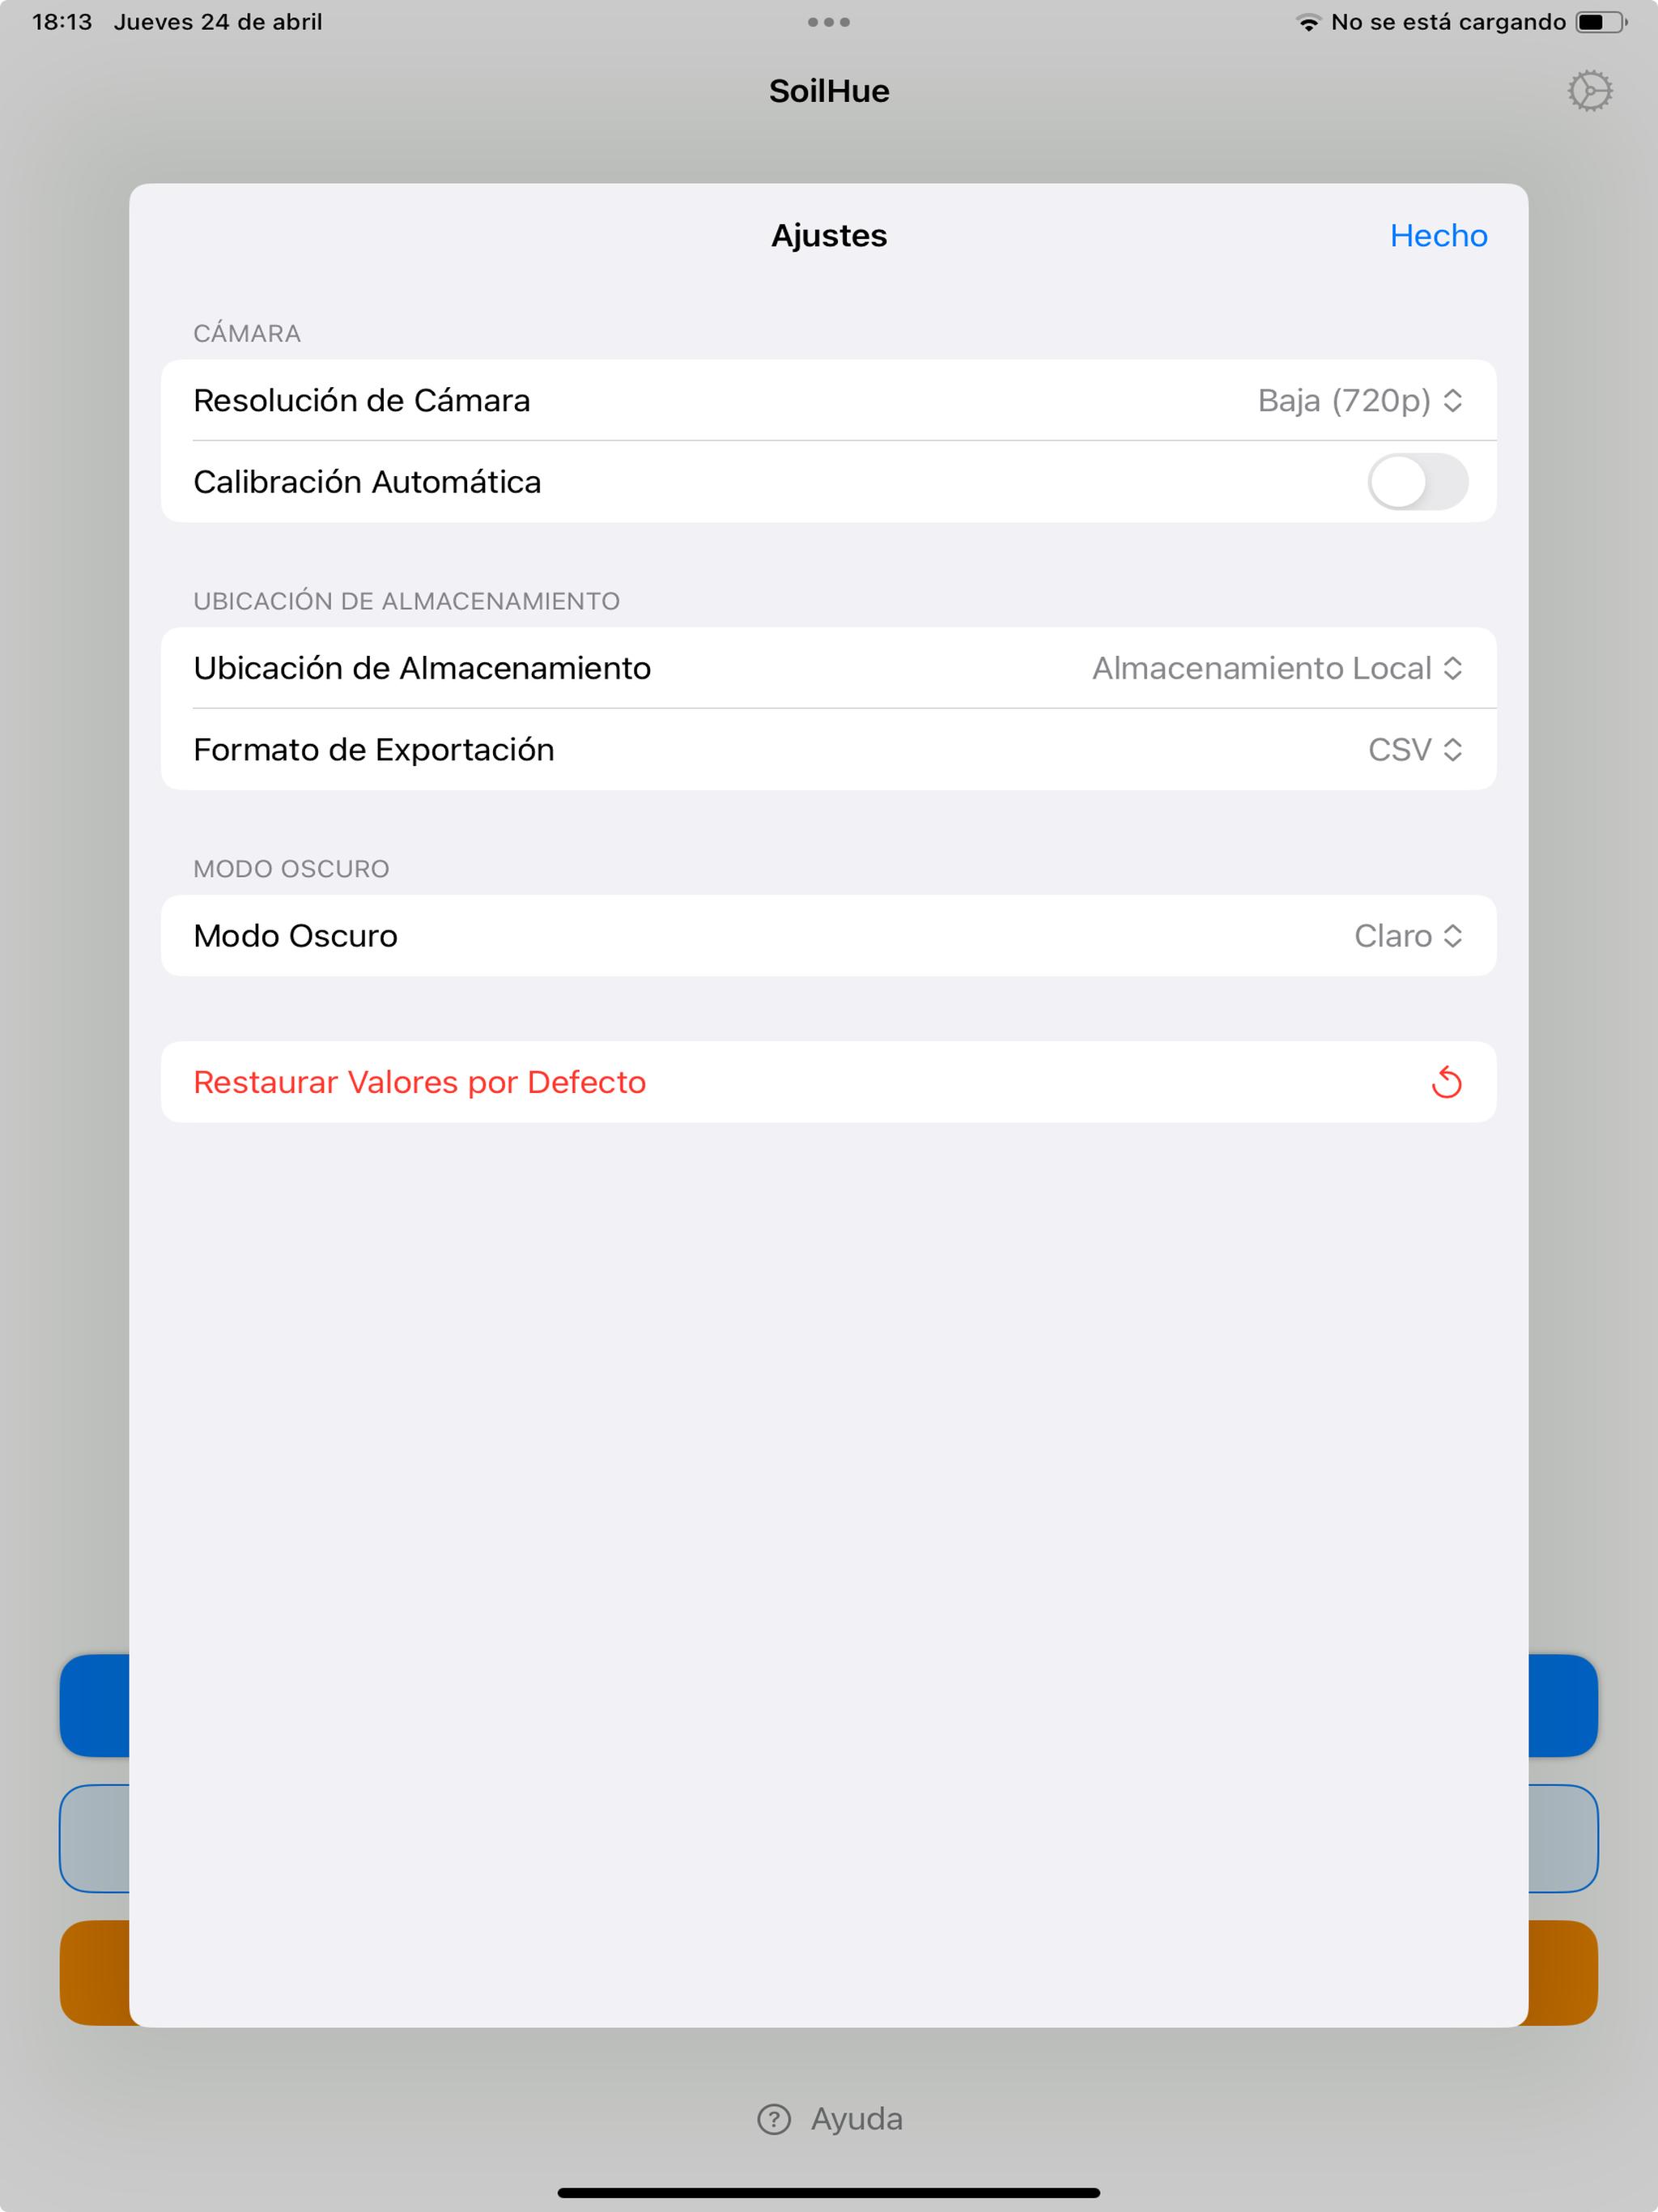 18:13 Jueves 24 de abril
No se está cargando
SoilHue
Ajustes
Hecho
CÁMARA
Resolución de Cámara
Baja (720p)
Calibración Automática
UBICACIÓN DE ALMACENAMIENTO
Ubicación de Almacenamiento
Almacenamiento Local
Formato de Exportación
CSV
MODO OSCURO
Modo Oscuro
Claro
Restaurar Valores por Defecto
? Ayuda